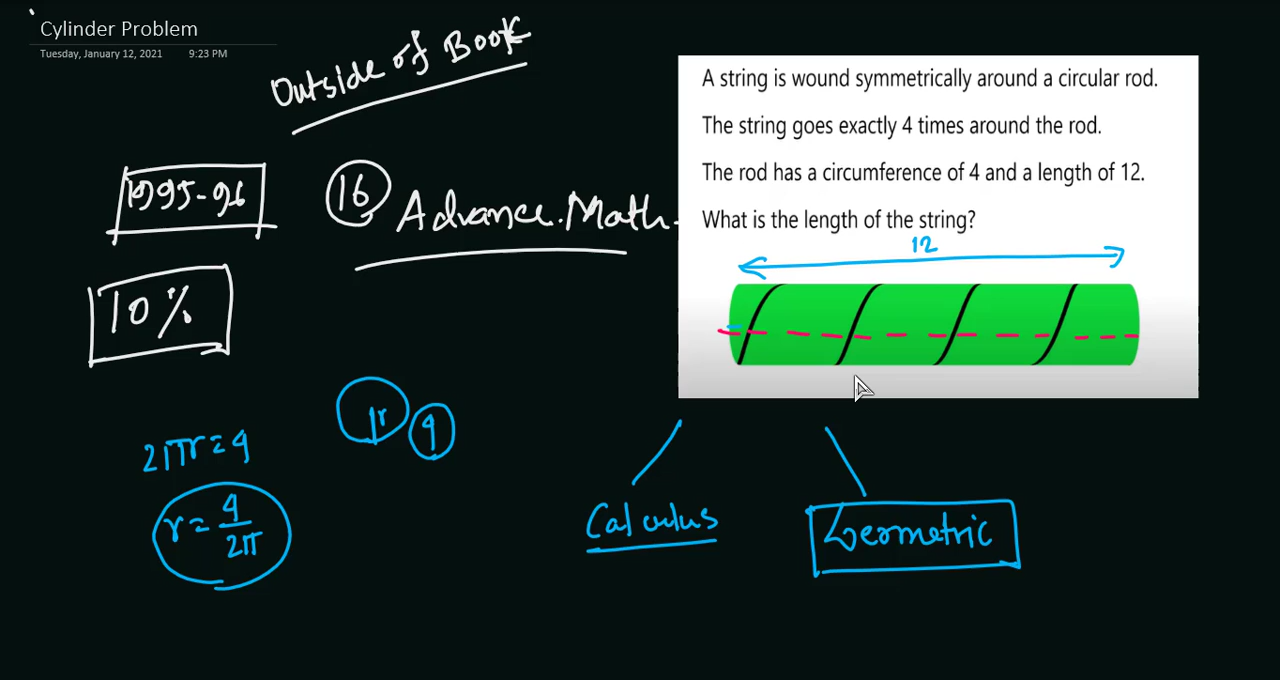 Cylinder Problem
Tuesday, January 12, 2021 9:23 PM
Outside of Book
1995-96
16 Advance.Math.
10%
A string is wound symmetrically around a circular rod.
The string goes exactly 4 times around the rod.
The rod has a circumference of 4 and a length of 12.
What is the length of the string?
12
r 4
2πr=4
r = 4/2π
Calculus
Geometric